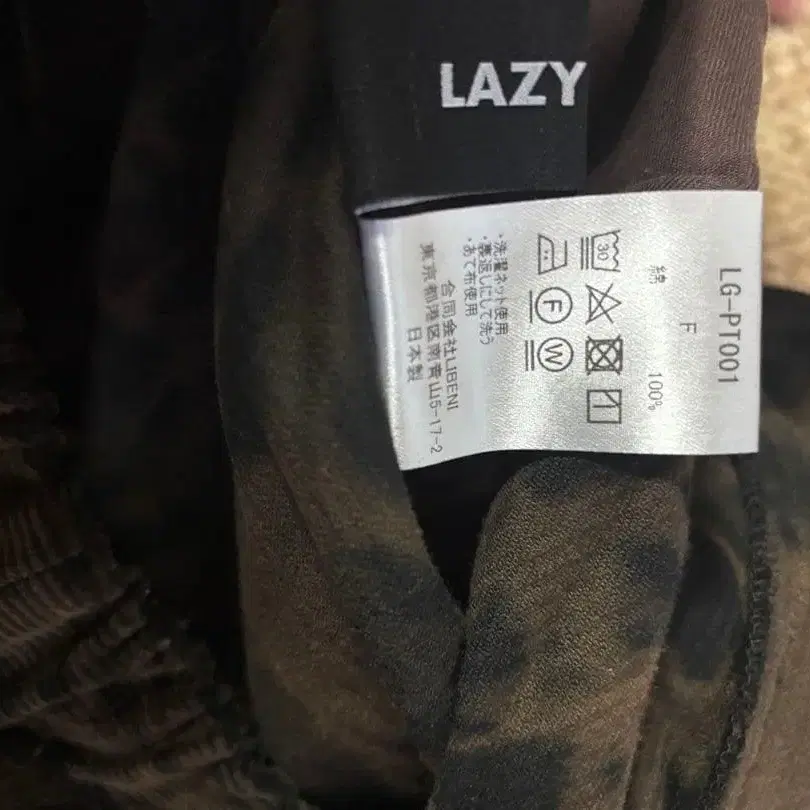 LAZY
LG-PT001
F
綿 100%
30
F
W
・洗濯ネット使用
・裏返しにして洗う
・あて布使用
合同会社LIBENI
東京都港区南青山5-17-2
日本製